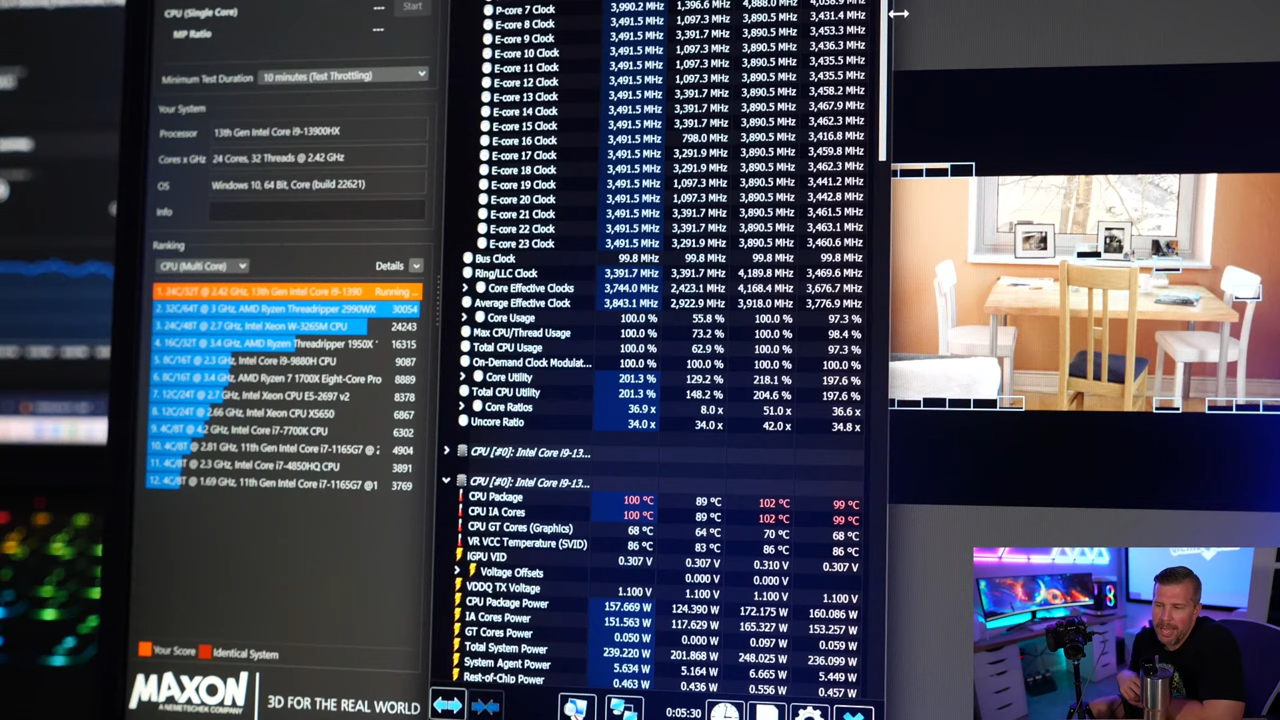 CPU (Single Core) --- Start
MP Ratio ---
Minimum Test Duration 10 minutes (Test Throttling)
Your System
Processor 13th Gen Intel Core i9-13900HX
Cores x GHz 24 Cores, 32 Threads @ 2.42 GHz
OS Windows 10, 64 Bit, Core (build 22621)
Info
Ranking
CPU (Multi Core) Details
1. 24C/32T @ 2.42 GHz, 13th Gen Intel Core i9-1390 Running...
2. 32C/64T @ 3 GHz, AMD Ryzen Threadripper 2990WX 30054
3. 24C/48T @ 2.7 GHz, Intel Xeon W-3265M CPU 24243
4. 16C/32T @ 3.4 GHz, AMD Ryzen Threadripper 1950X 16315
5. 8C/16T @ 2.3 GHz, Intel Core i9-9880H CPU 9087
6. 8C/16T @ 3.4 GHz, AMD Ryzen 7 1700X Eight-Core Pro 8889
7. 12C/24T @ 2.7 GHz, Intel Xeon CPU E5-2697 v2 8378
8. 12C/24T @ 2.66 GHz, Intel Xeon CPU X5650 6867
9. 4C/8T @ 4.2 GHz, Intel Core i7-7700K CPU 6302
10. 4C/8T @ 2.81 GHz, 11th Gen Intel Core i7-1165G7 @ 4904
11. 4C/8T @ 2.3 GHz, Intel Core i7-4850HQ CPU 3891
12. 4C/8T @ 1.69 GHz, 11th Gen Intel Core i7-1165G7 @1 3769
Your Score Identical System
MAXON
A NEMETSCHEK COMPANY
3D FOR THE REAL WORLD
P-core 7 Clock 3,990.2 MHz 1,396.6 MHz 4,888.0 MHz 4,038.9 MHz
E-core 8 Clock 3,491.5 MHz 3,391.7 MHz 3,890.5 MHz 3,431.4 MHz
E-core 9 Clock 3,491.5 MHz 1,097.3 MHz 3,890.5 MHz 3,453.3 MHz
E-core 10 Clock 3,491.5 MHz 1,097.3 MHz 3,890.5 MHz 3,436.3 MHz
E-core 11 Clock 3,491.5 MHz 1,097.3 MHz 3,890.5 MHz 3,435.5 MHz
E-core 12 Clock 3,491.5 MHz 1,097.3 MHz 3,890.5 MHz 3,458.2 MHz
E-core 13 Clock 3,491.5 MHz 3,391.7 MHz 3,890.5 MHz 3,467.9 MHz
E-core 14 Clock 3,491.5 MHz 3,391.7 MHz 3,890.5 MHz 3,462.3 MHz
E-core 15 Clock 3,491.5 MHz 3,391.7 MHz 3,890.5 MHz 3,416.8 MHz
E-core 16 Clock 3,491.5 MHz 798.0 MHz 3,890.5 MHz 3,459.8 MHz
E-core 17 Clock 3,491.5 MHz 3,291.9 MHz 3,890.5 MHz 3,462.3 MHz
E-core 18 Clock 3,491.5 MHz 3,291.9 MHz 3,890.5 MHz 3,441.2 MHz
E-core 19 Clock 3,491.5 MHz 1,097.3 MHz 3,890.5 MHz 3,442.8 MHz
E-core 20 Clock 3,491.5 MHz 1,097.3 MHz 3,890.5 MHz 3,461.5 MHz
E-core 21 Clock 3,491.5 MHz 3,391.7 MHz 3,890.5 MHz 3,463.1 MHz
E-core 22 Clock 3,491.5 MHz 3,391.7 MHz 3,890.5 MHz 3,460.6 MHz
E-core 23 Clock 3,491.5 MHz 3,291.9 MHz 3,890.5 MHz
Bus Clock 99.8 MHz 99.8 MHz 99.8 MHz 99.8 MHz
Ring/LLC Clock 3,391.7 MHz 3,391.7 MHz 4,189.8 MHz 3,469.6 MHz
Core Effective Clocks 3,744.0 MHz 2,423.1 MHz 4,168.4 MHz 3,676.7 MHz
Average Effective Clock 3,843.1 MHz 2,922.9 MHz 3,918.0 MHz 3,776.9 MHz
Core Usage 100.0 % 55.8 % 100.0 % 97.3 %
Max CPU/Thread Usage 100.0 % 73.2 % 100.0 % 98.4 %
Total CPU Usage 100.0 % 62.9 % 100.0 % 97.3 %
On-Demand Clock Modulat... 100.0 % 100.0 % 100.0 % 100.0 %
Core Utility 201.3 % 129.2 % 218.1 % 197.6 %
Total CPU Utility 201.3 % 148.2 % 204.6 % 197.6 %
Core Ratios 36.9 x 8.0 x 51.0 x 36.6 x
Uncore Ratio 34.0 x 34.0 x 42.0 x 34.8 x
CPU [#0]: Intel Core i9-13...
CPU [#0]: Intel Core i9-13...
CPU Package 100 °C 89 °C 102 °C 99 °C
CPU IA Cores 100 °C 89 °C 102 °C 99 °C
CPU GT Cores (Graphics) 68 °C 64 °C 70 °C 68 °C
VR VCC Temperature (SVID) 86 °C 83 °C 86 °C 86 °C
IGPU VID 0.307 V 0.307 V 0.310 V 0.307 V
Voltage Offsets 0.000 V 0.000 V
VDDQ TX Voltage 1.100 V 1.100 V 1.100 V 1.100 V
CPU Package Power 157.669 W 124.390 W 172.175 W 160.086 W
IA Cores Power 151.563 W 117.629 W 165.327 W 153.257 W
GT Cores Power 0.050 W 0.000 W 0.097 W 0.059 W
Total System Power 239.220 W 201.868 W 248.025 W 236.099 W
System Agent Power 5.634 W 5.164 W 6.665 W 5.449 W
Rest-of-Chip Power 0.463 W 0.436 W 0.556 W 0.457 W
0:05:30